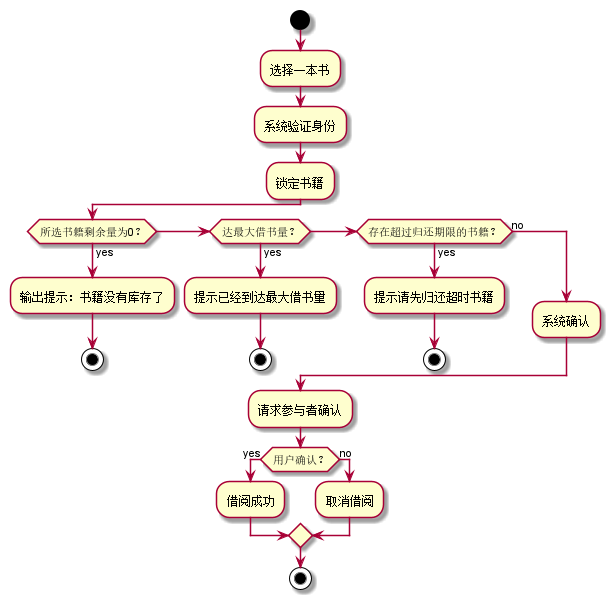 选择一本书
系统验证身份
锁定书籍
所选书籍剩余量为0？
达最大借书量？
存在超过归还期限的书籍？
no
yes
yes
yes
输出提示：书籍没有库存了
提示已经到达最大借书量
提示请先归还超时书籍
系统确认
请求参与者确认
yes
用户确认？
no
借阅成功
取消借阅